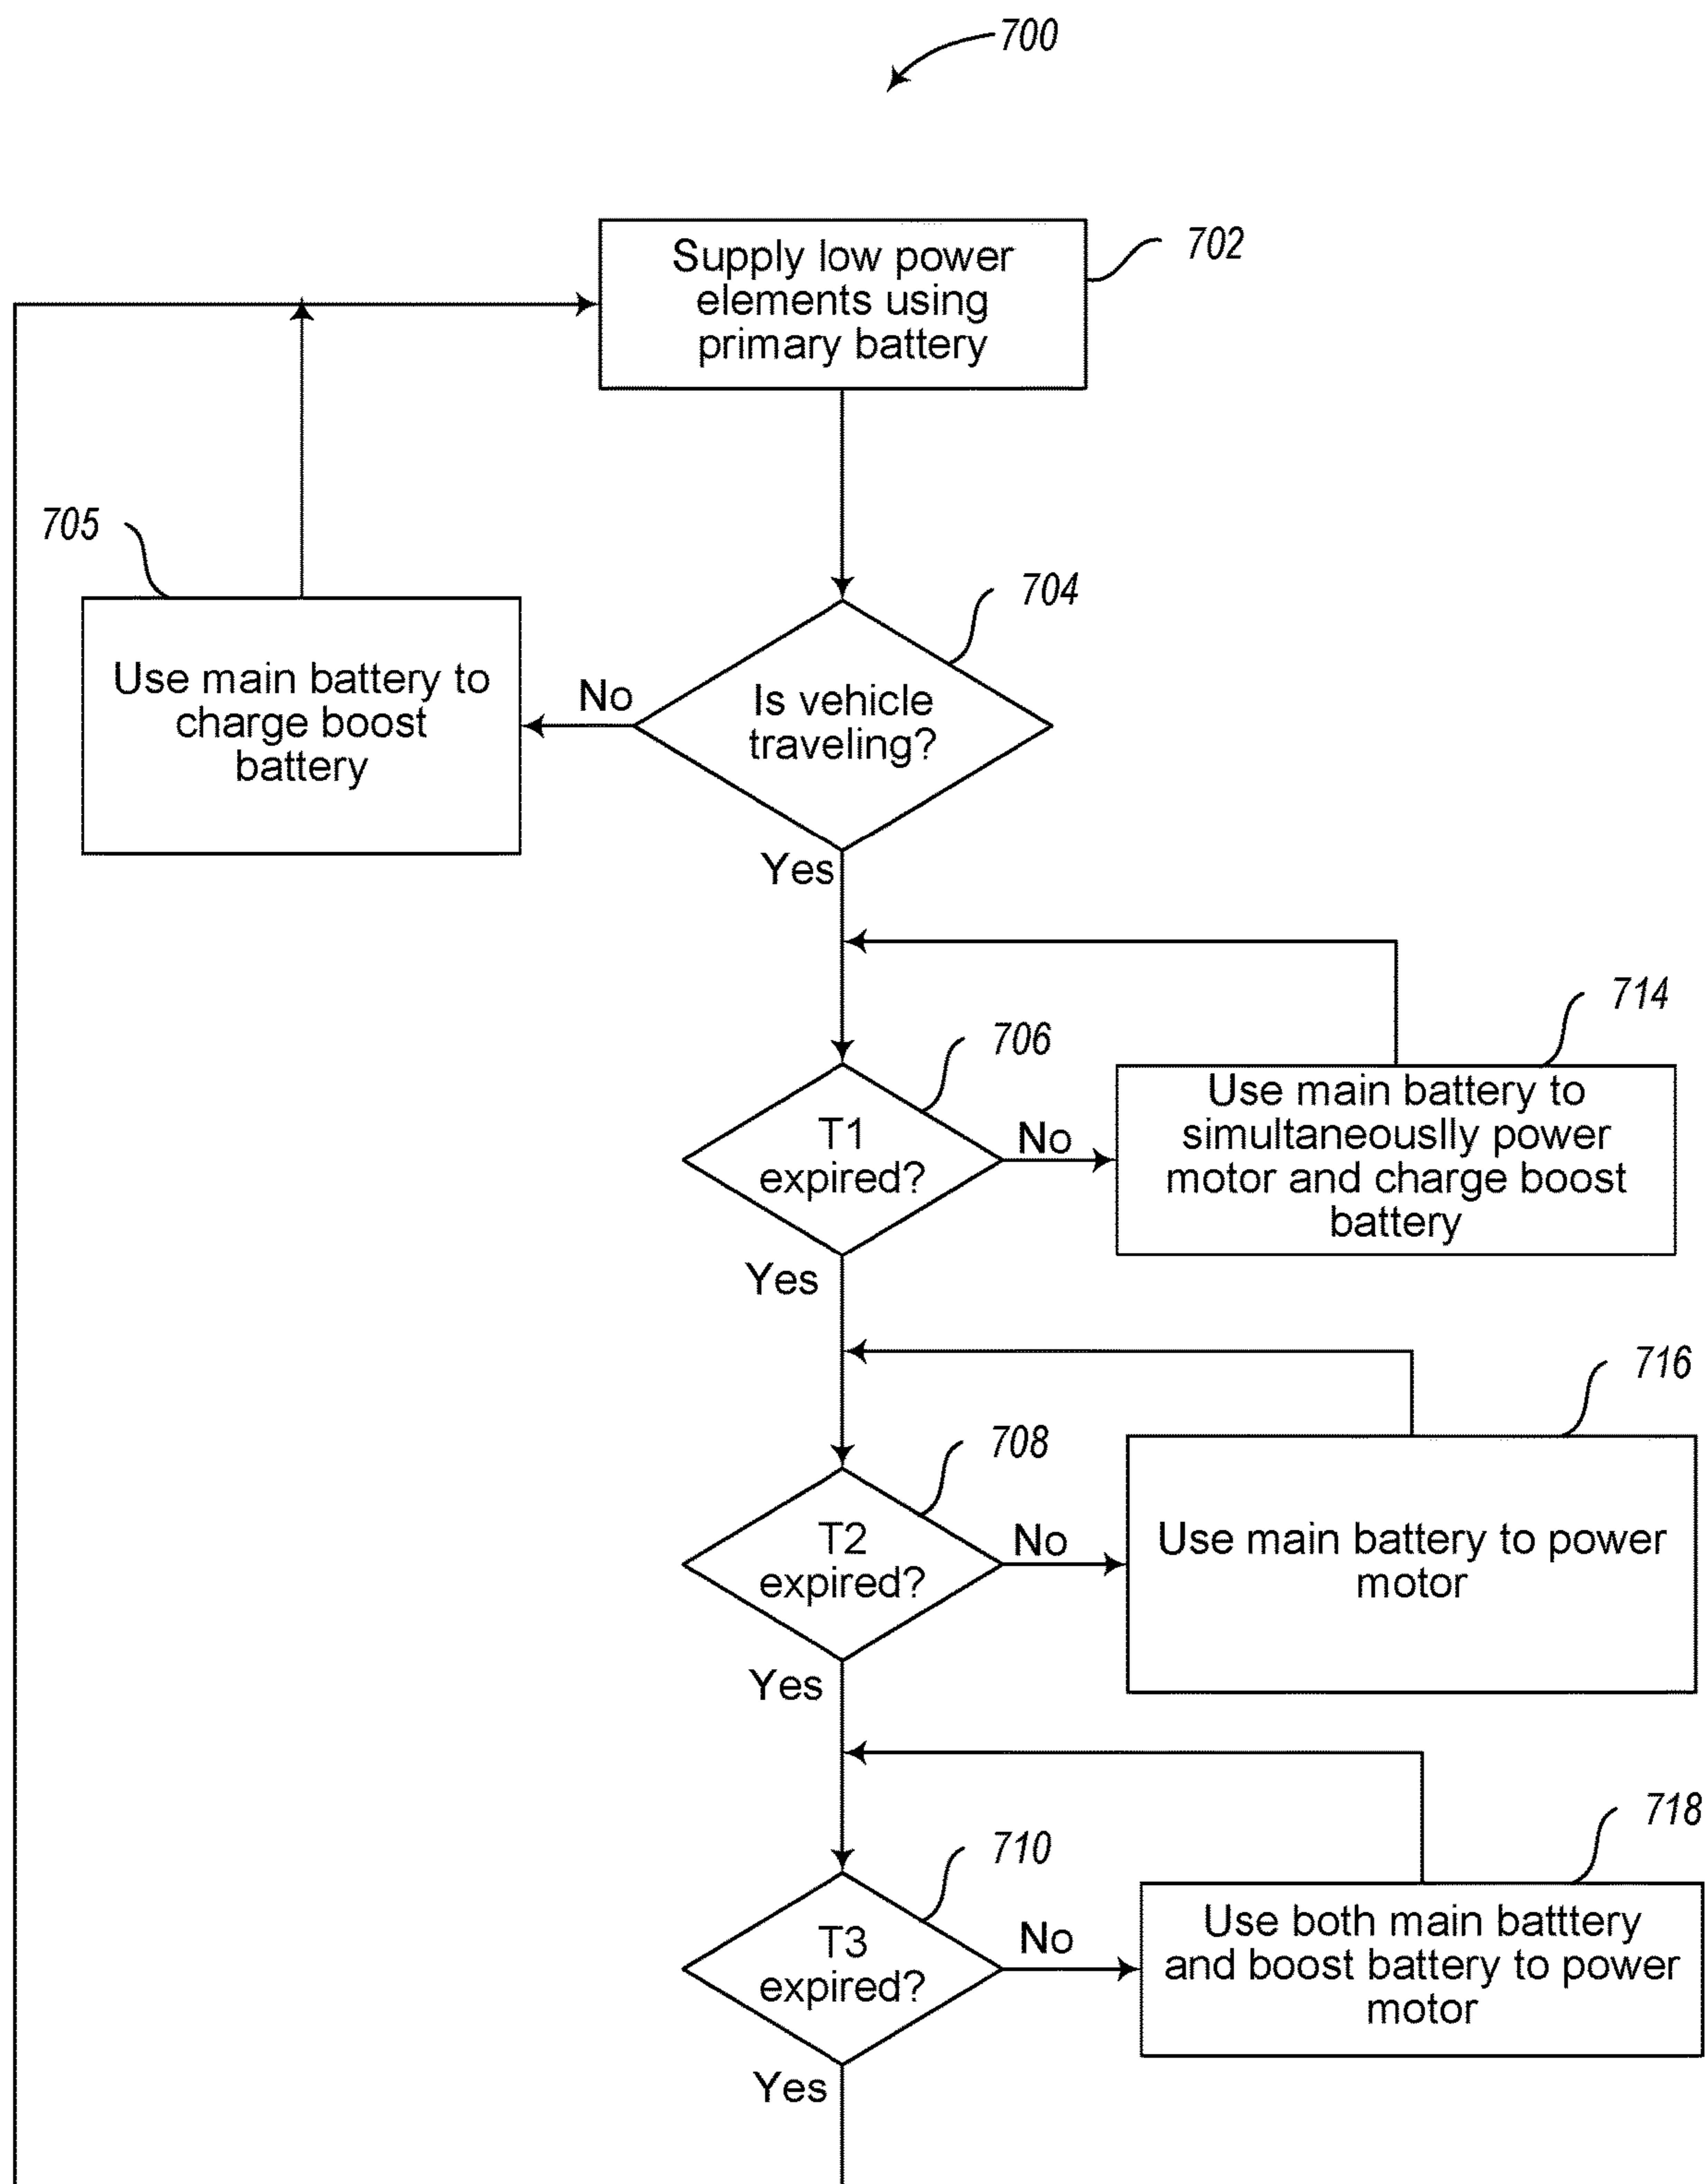 700
Supply low power
elements using
primary battery
702
705
704
Use main battery to
charge boost
battery
No
Is vehicle
traveling?
Yes
714
706
T1
expired?
No
Use main battery to
simultaneouslly power
motor and charge boost
battery
Yes
716
708
T2
expired?
No
Use main battery to power
motor
Yes
718
710
T3
expired?
No
Use both main batttery
and boost battery to power
motor
Yes